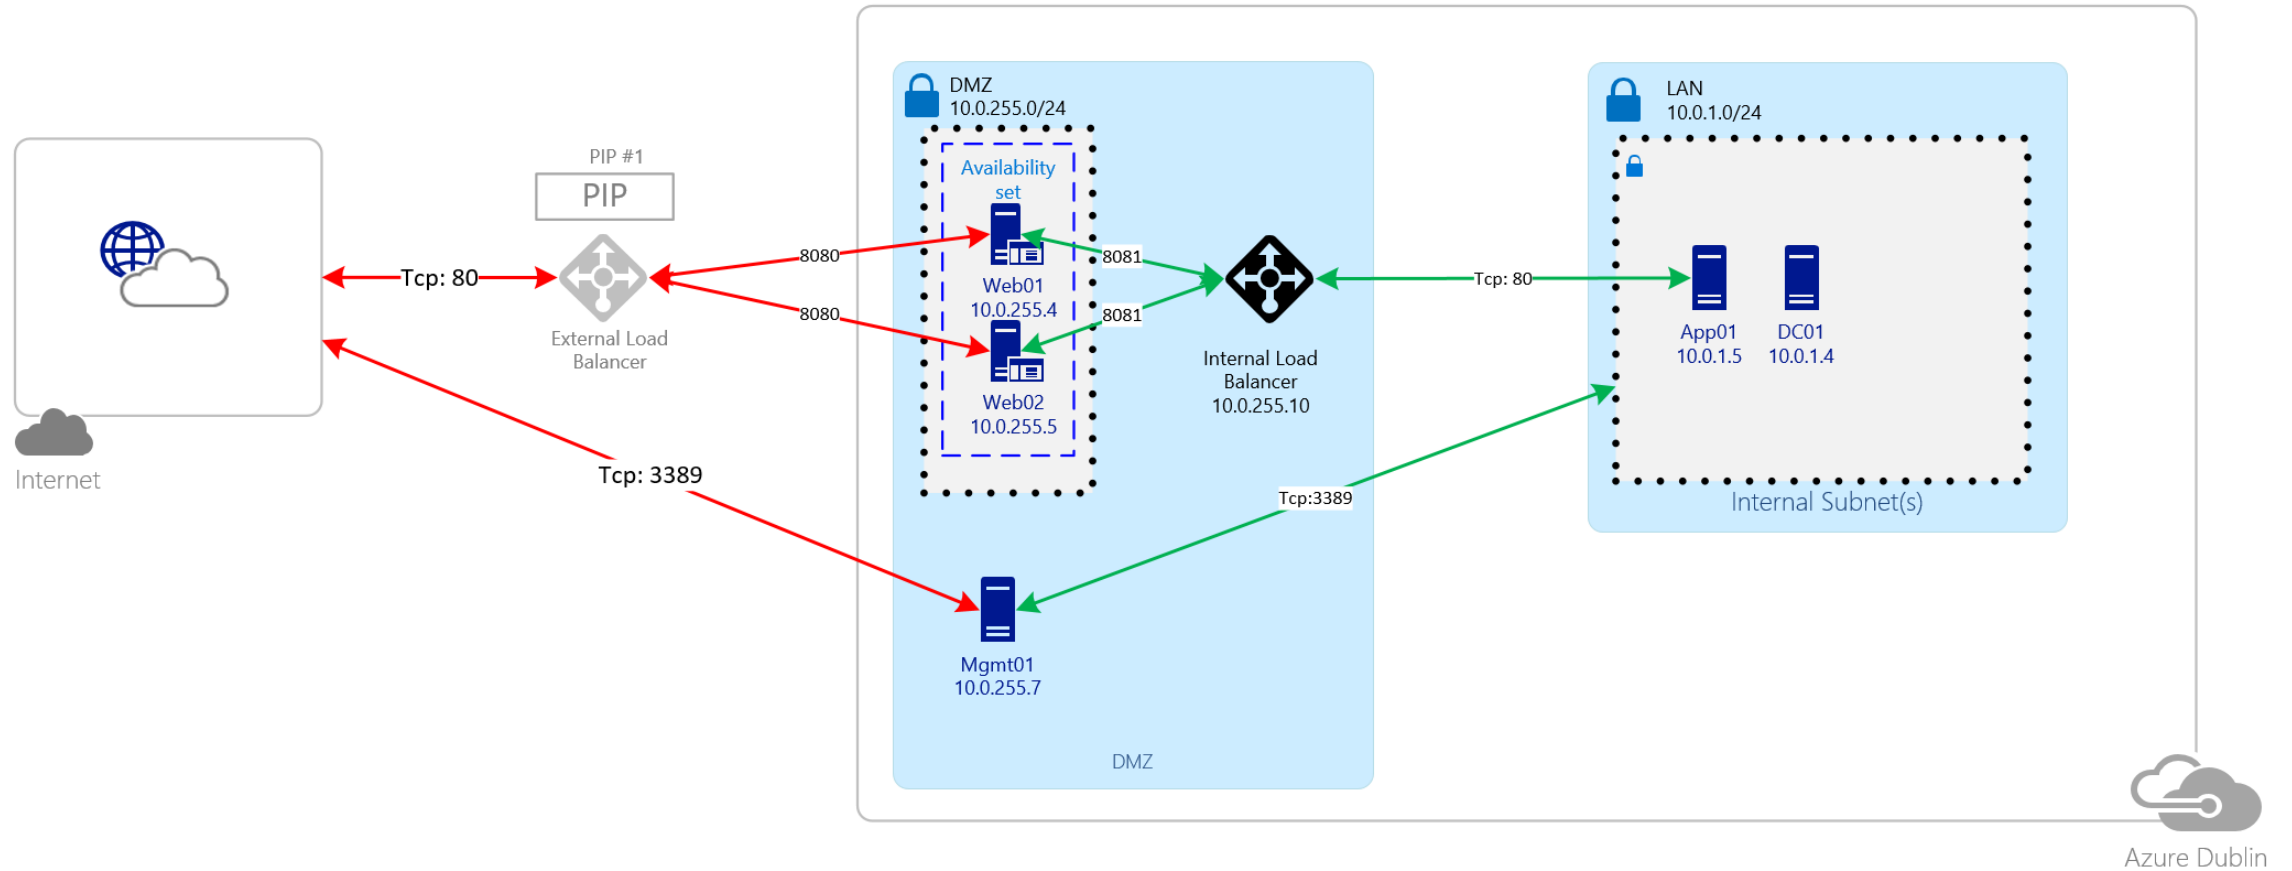 Internet
Tcp: 80
PIP #1
PIP
External Load
Balancer
Tcp: 3389
8080
8080
DMZ
10.0.255.0/24
Availability
set
Web01
10.0.255.4
Web02
10.0.255.5
8081
8081
Internal Load
Balancer
10.0.255.10
Mgmt01
10.0.255.7
DMZ
Tcp: 80
Tcp:3389
LAN
10.0.1.0/24
App01
10.0.1.5
DC01
10.0.1.4
Internal Subnet(s)
Azure Dublin